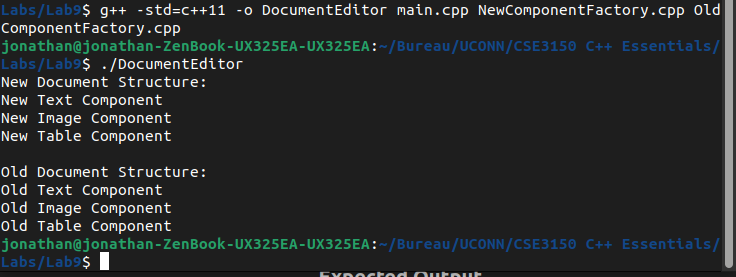 Labs/Lab9$ g++ -std=c++11 -o DocumentEditor main.cpp NewComponentFactory.cpp Old
ComponentFactory.cpp
jonathan@jonathan-ZenBook-UX325EA-UX325EA:~/Bureau/UCONN/CSE3150 C++ Essentials/
Labs/Lab9$ ./DocumentEditor
New Document Structure:
New Text Component
New Image Component
New Table Component

Old Document Structure:
Old Text Component
Old Image Component
Old Table Component
jonathan@jonathan-ZenBook-UX325EA-UX325EA:~/Bureau/UCONN/CSE3150 C++ Essentials/
Labs/Lab9$
Expected Output